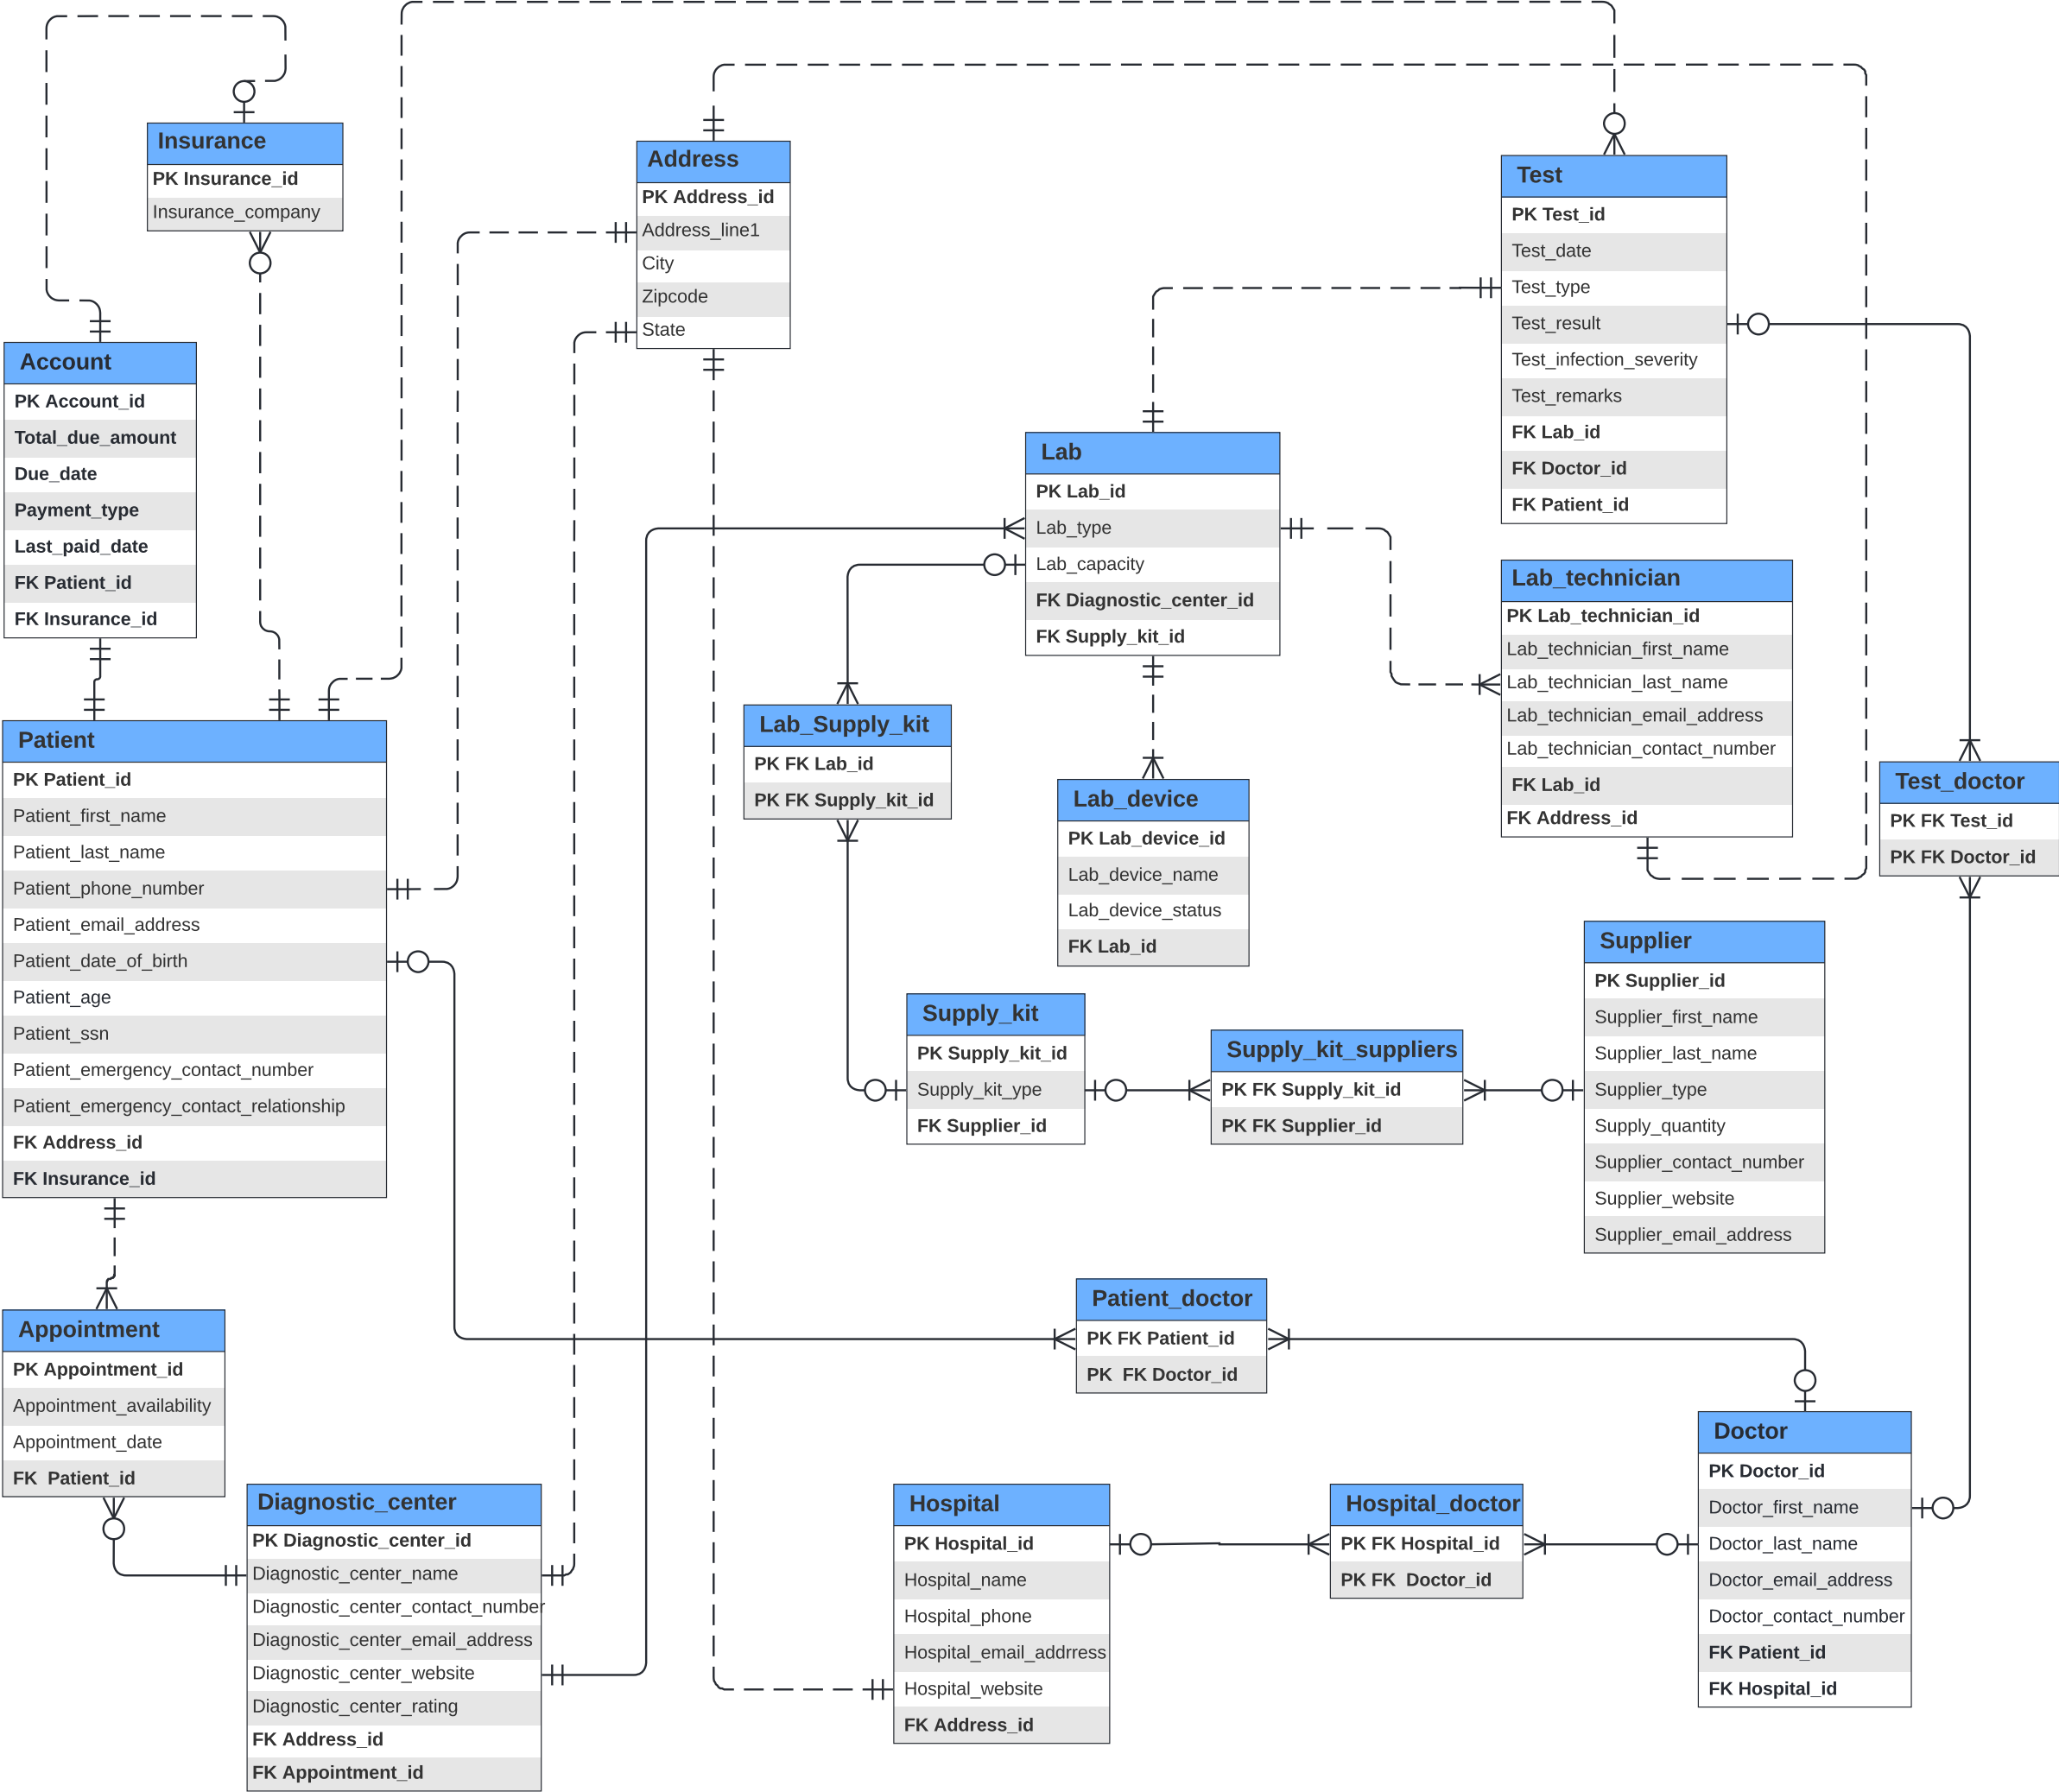 Insurance
PK Insurance_id
Insurance_company
Address
PK Address_id
Address_line1
City
Zipcode
State
Test
PK Test_id
Test_date
Test_type
Test_result
Test_infection_severity
Test_remarks
FK Lab_id
FK Doctor_id
FK Patient_id
Account
PK Account_id
Total_due_amount
Due_date
Payment_type
Last_paid_date
FK Patient_id
FK Insurance_id
Lab
PK Lab_id
Lab_type
Lab_capacity
FK Diagnostic_center_id
FK Supply_kit_id
Lab_technician
PK Lab_technician_id
Lab_technician_first_name
Lab_technician_last_name
Lab_technician_email_address
Lab_technician_contact_number
FK Lab_id
FK Address_id
Patient
PK Patient_id
Patient_first_name
Patient_last_name
Patient_phone_number
Patient_email_address
Patient_date_of_birth
Patient_age
Patient_ssn
Patient_emergency_contact_number
Patient_emergency_contact_relationship
FK Address_id
FK Insurance_id
Lab_Supply_kit
PK FK Lab_id
PK FK Supply_kit_id
Lab_device
PK Lab_device_id
Lab_device_name
Lab_device_status
FK Lab_id
Test_doctor
PK FK Test_id
PK FK Doctor_id
Supplier
PK Supplier_id
Supplier_first_name
Supplier_last_name
Supplier_type
Supply_quantity
Supplier_contact_number
Supplier_website
Supplier_email_address
Supply_kit
PK Supply_kit_id
Supply_kit_ype
FK Supplier_id
Supply_kit_suppliers
PK FK Supply_kit_id
PK FK Supplier_id
Patient_doctor
PK FK Patient_id
PK  FK Doctor_id
Appointment
PK Appointment_id
Appointment_availability
Appointment_date
FK  Patient_id
Doctor
PK Doctor_id
Doctor_first_name
Doctor_last_name
Doctor_email_address
Doctor_contact_number
FK Patient_id
FK Hospital_id
Diagnostic_center
PK Diagnostic_center_id
Diagnostic_center_name
Diagnostic_center_contact_number
Diagnostic_center_email_address
Diagnostic_center_website
Diagnostic_center_rating
FK Address_id
FK Appointment_id
Hospital
PK Hospital_id
Hospital_name
Hospital_phone
Hospital_email_addrress
Hospital_website
FK Address_id
Hospital_doctor
PK FK Hospital_id
PK FK  Doctor_id